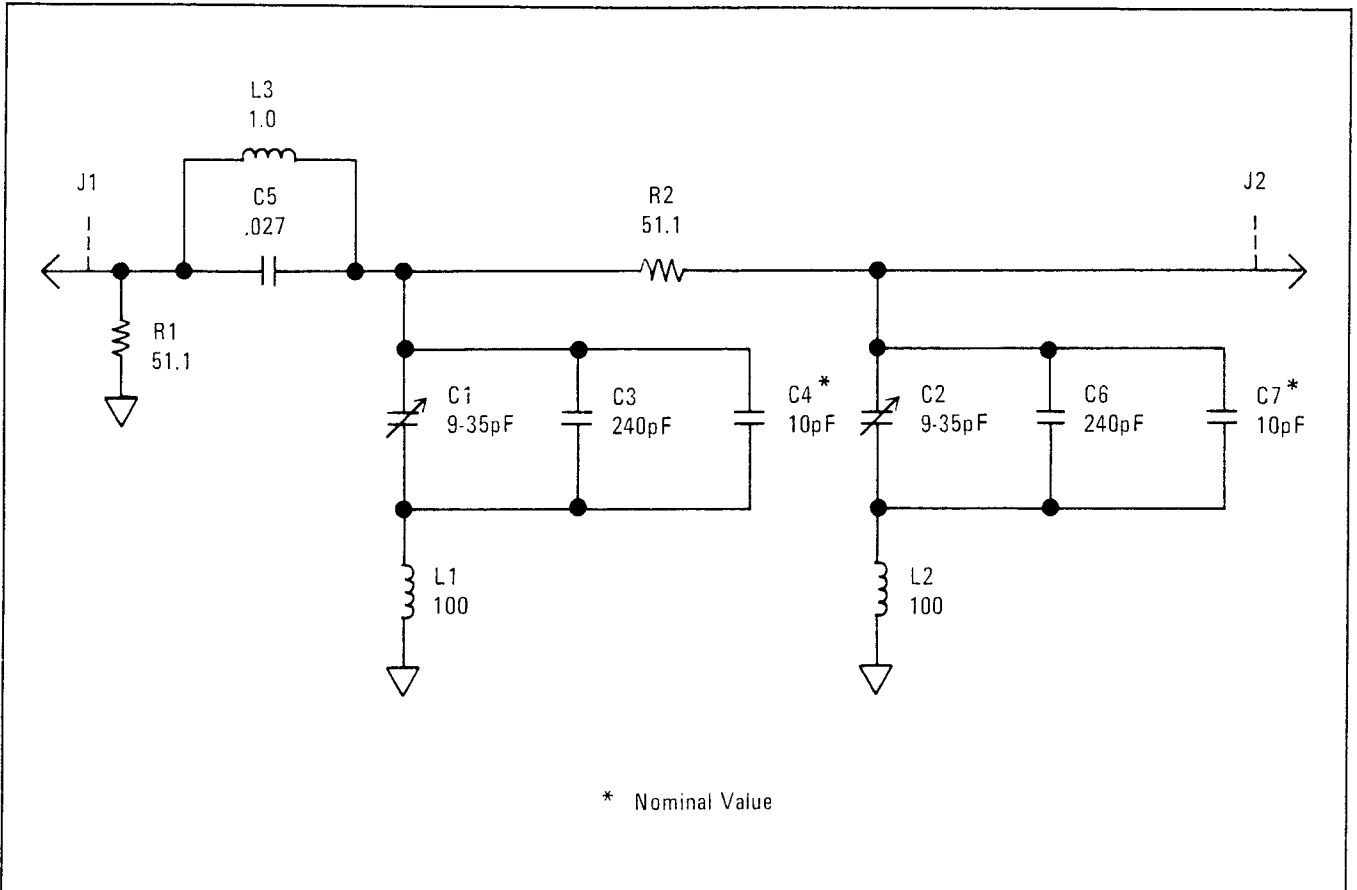 L3
1.0
J1
C5
.027
R2
51.1
J2
R1
51.1
C1
9-35pF
C3
240pF
C4*
10pF
C2
9-35pF
C6
240pF
C7*
10pF
L1
100
L2
100
* Nominal Value